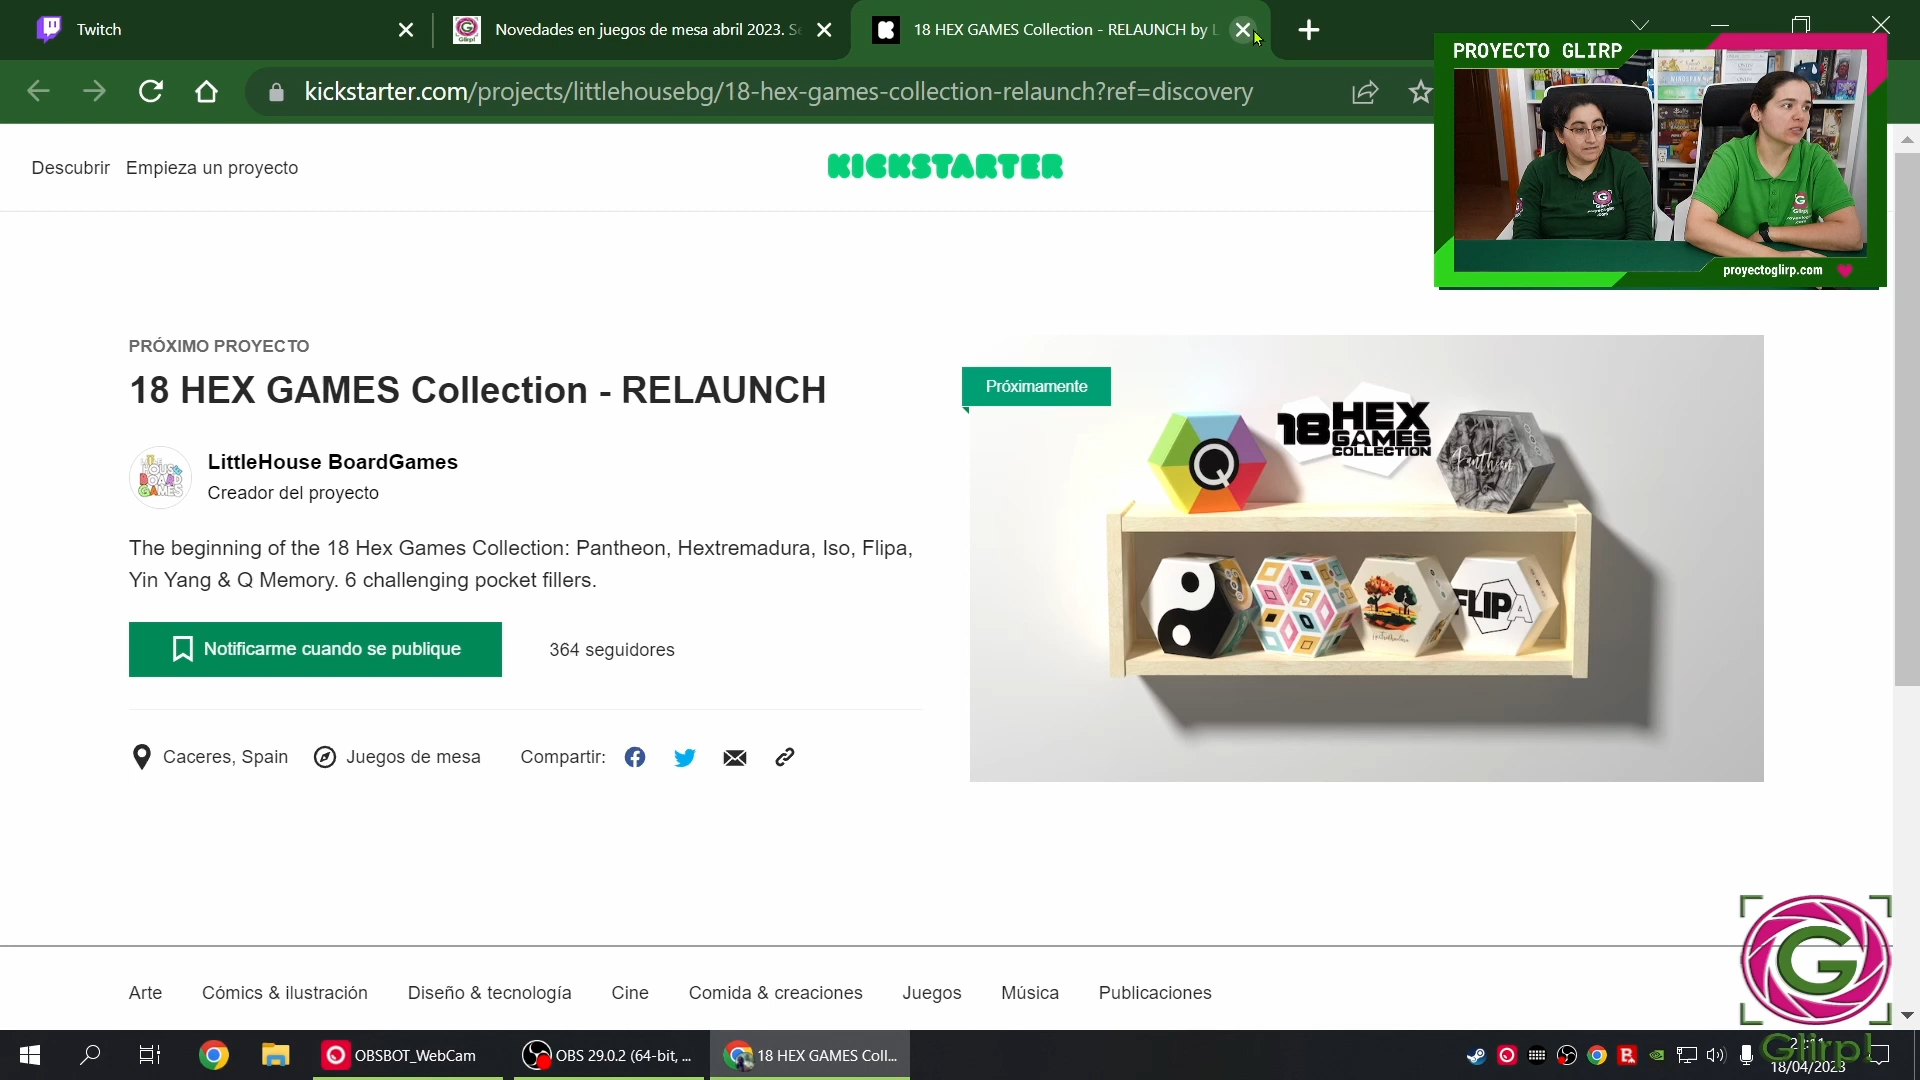 Twitch
Novedades en juegos de mesa abril 2023. Se
18 HEX GAMES Collection - RELAUNCH by L
kickstarter.com/projects/littlehousebg/18-hex-games-collection-relaunch?ref=discovery
PROYECTO GLIRP
proyectoglirp.com
Descubrir
Empieza un proyecto
KICKSTARTER
PRÓXIMO PROYECTO
18 HEX GAMES Collection - RELAUNCH
LittleHouse BoardGames
Creador del proyecto
The beginning of the 18 Hex Games Collection: Pantheon, Hextremadura, Iso, Flipa,
Yin Yang & Q Memory. 6 challenging pocket fillers.
Notificarme cuando se publique
364 seguidores
Caceres, Spain
Juegos de mesa
Compartir:
Próximamente
18 HEX
GAMES
COLLECTION
Q
Pantheon
FLIPA
Arte
Cómics & ilustración
Diseño & tecnología
Cine
Comida & creaciones
Juegos
Música
Publicaciones
G
Glirp!
OBSBOT_WebCam
OBS 29.0.2 (64-bit, ...
18 HEX GAMES Coll...
18/04/2023